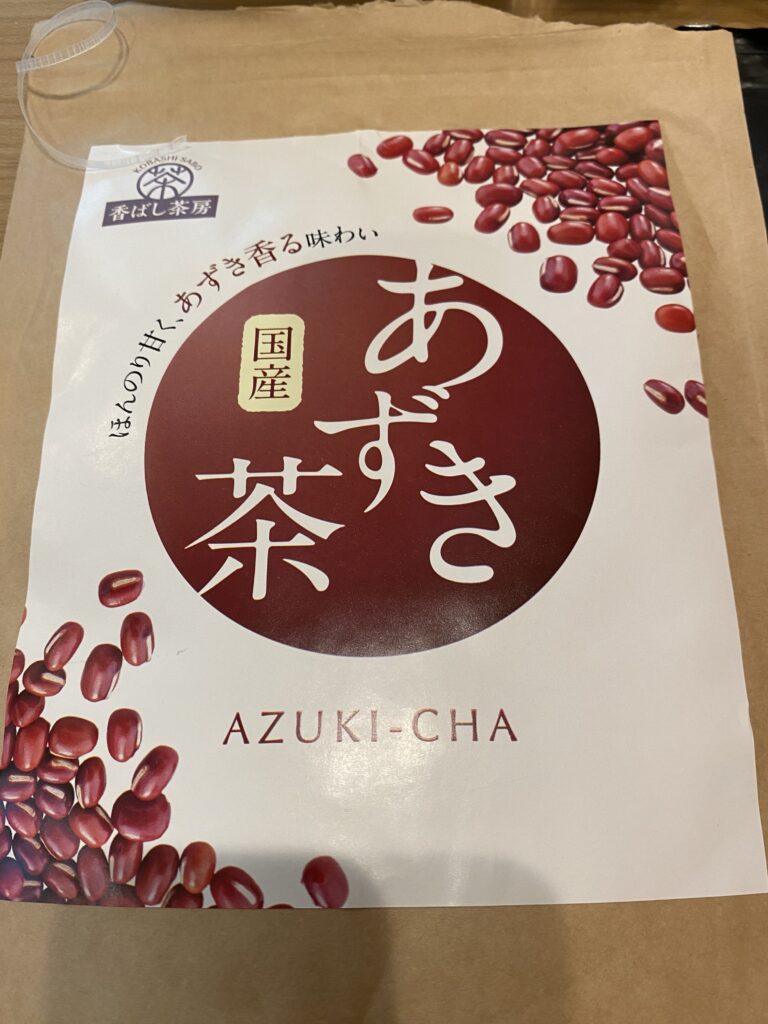 KOBASHI SABO
茶
香ばし茶房
ほんのり甘く、あずき香る味わい
国産
あずき
茶
AZUKI-CHA